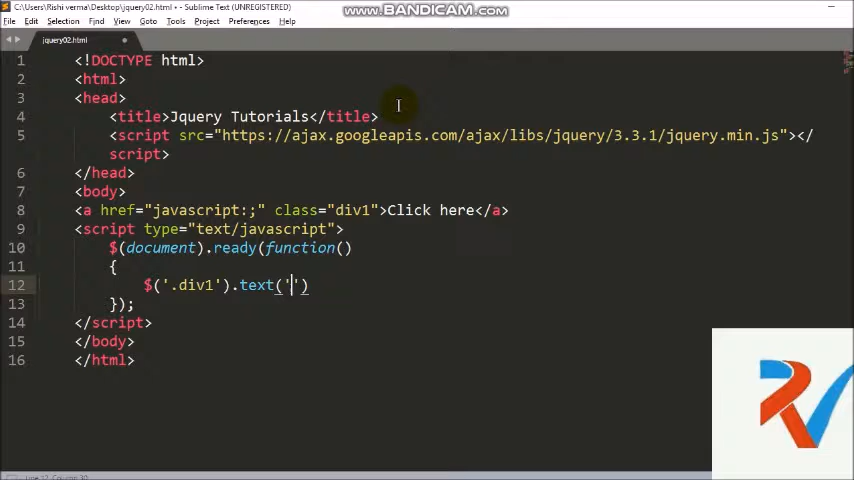 C:\Users\Rishi verma\Desktop\jquery02.html • - Sublime Text (UNREGISTERED)
www.BANDICAM.com
File Edit Selection Find View Goto Tools Project Preferences Help
jquery02.html
1 <!DOCTYPE html>
2 <html>
3 <head>
4 <title>Jquery Tutorials</title>
5 <script src="https://ajax.googleapis.com/ajax/libs/jquery/3.3.1/jquery.min.js"></
script>
6 </head>
7 <body>
8 <a href="javascript:;" class="div1">Click here</a>
9 <script type="text/javascript">
10 $(document).ready(function()
11 {
12 $('.div1').text('')
13 });
14 </script>
15 </body>
16 </html>
RV